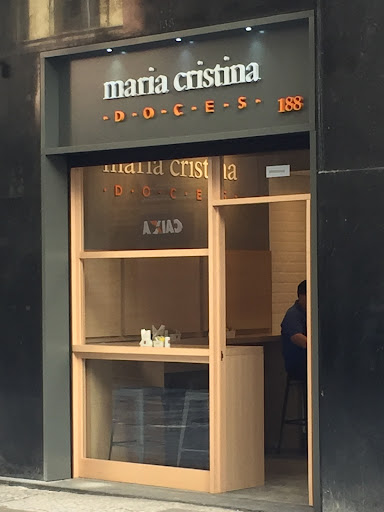 maria cristina
·D·O·C·E·S· 188
maria cristina
·D·O·C·E·S·
CAIXA